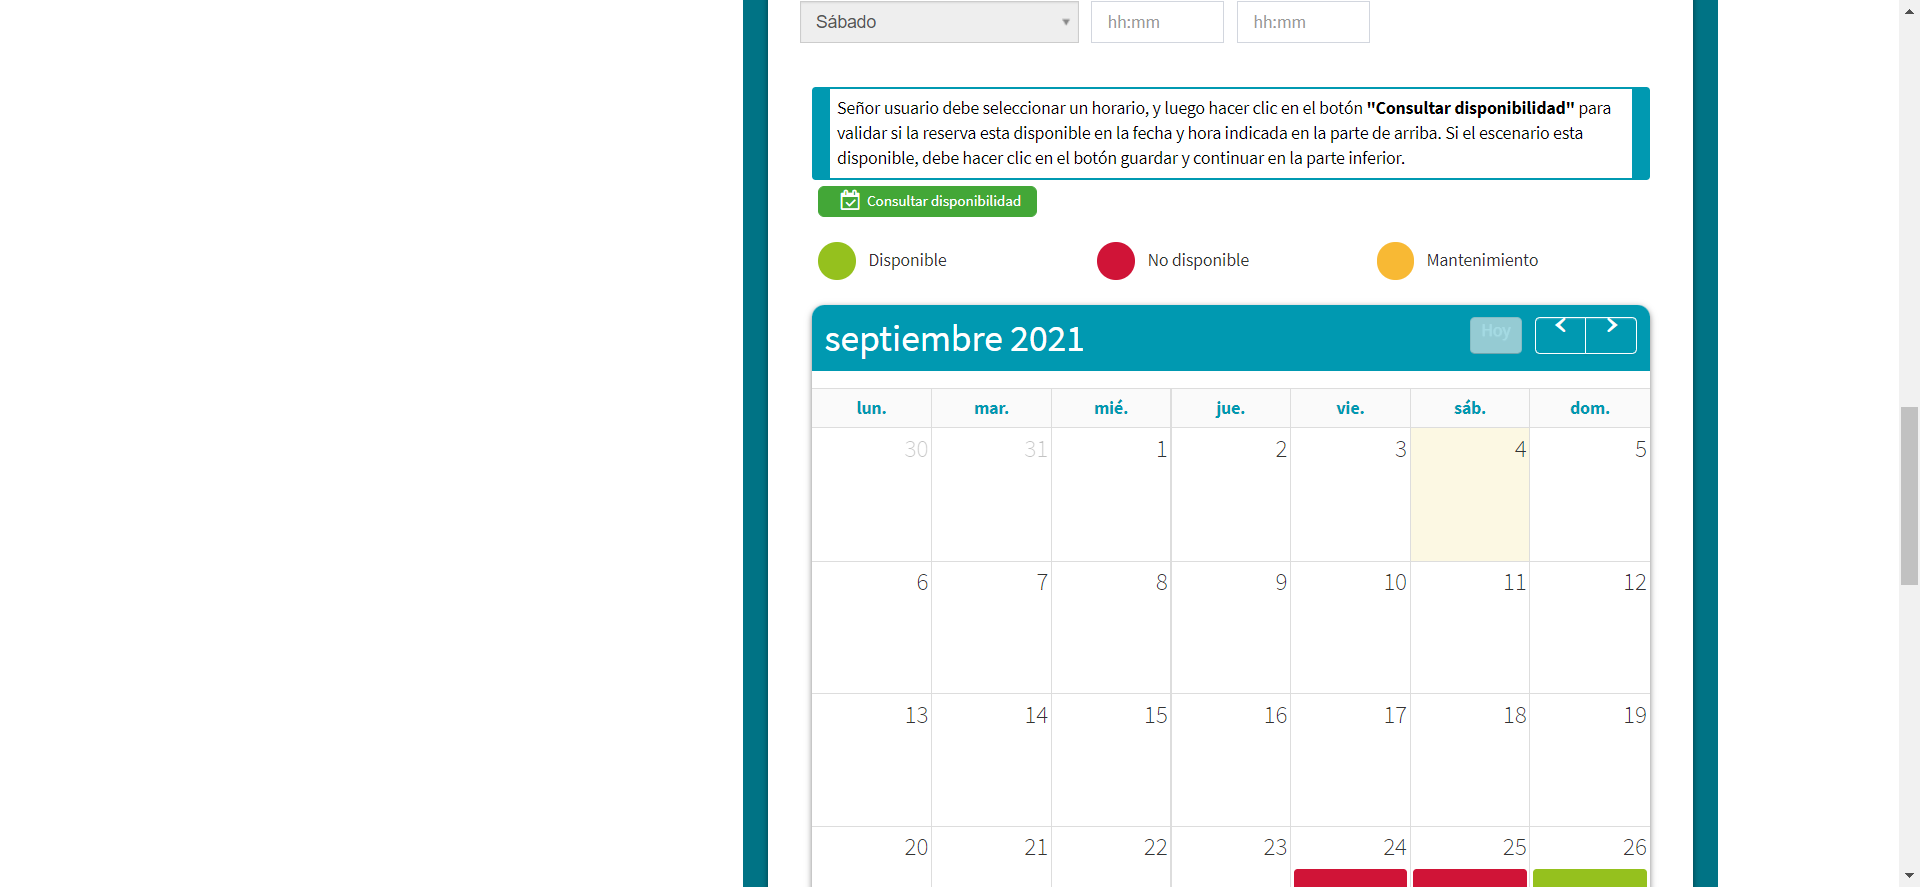 Sábado hh:mm hh:mm
Señor usuario debe seleccionar un horario, y luego hacer clic en el botón "Consultar disponibilidad" para
validar si la reserva esta disponible en la fecha y hora indicada en la parte de arriba. Si el escenario esta
disponible, debe hacer clic en el botón guardar y continuar en la parte inferior.
Consultar disponibilidad
Disponible No disponible Mantenimiento
septiembre 2021 Hoy
lun. mar. mié. jue. vie. sáb. dom.
30 31 1 2 3 4 5
6 7 8 9 10 11 12
13 14 15 16 17 18 19
20 21 22 23 24 25 26